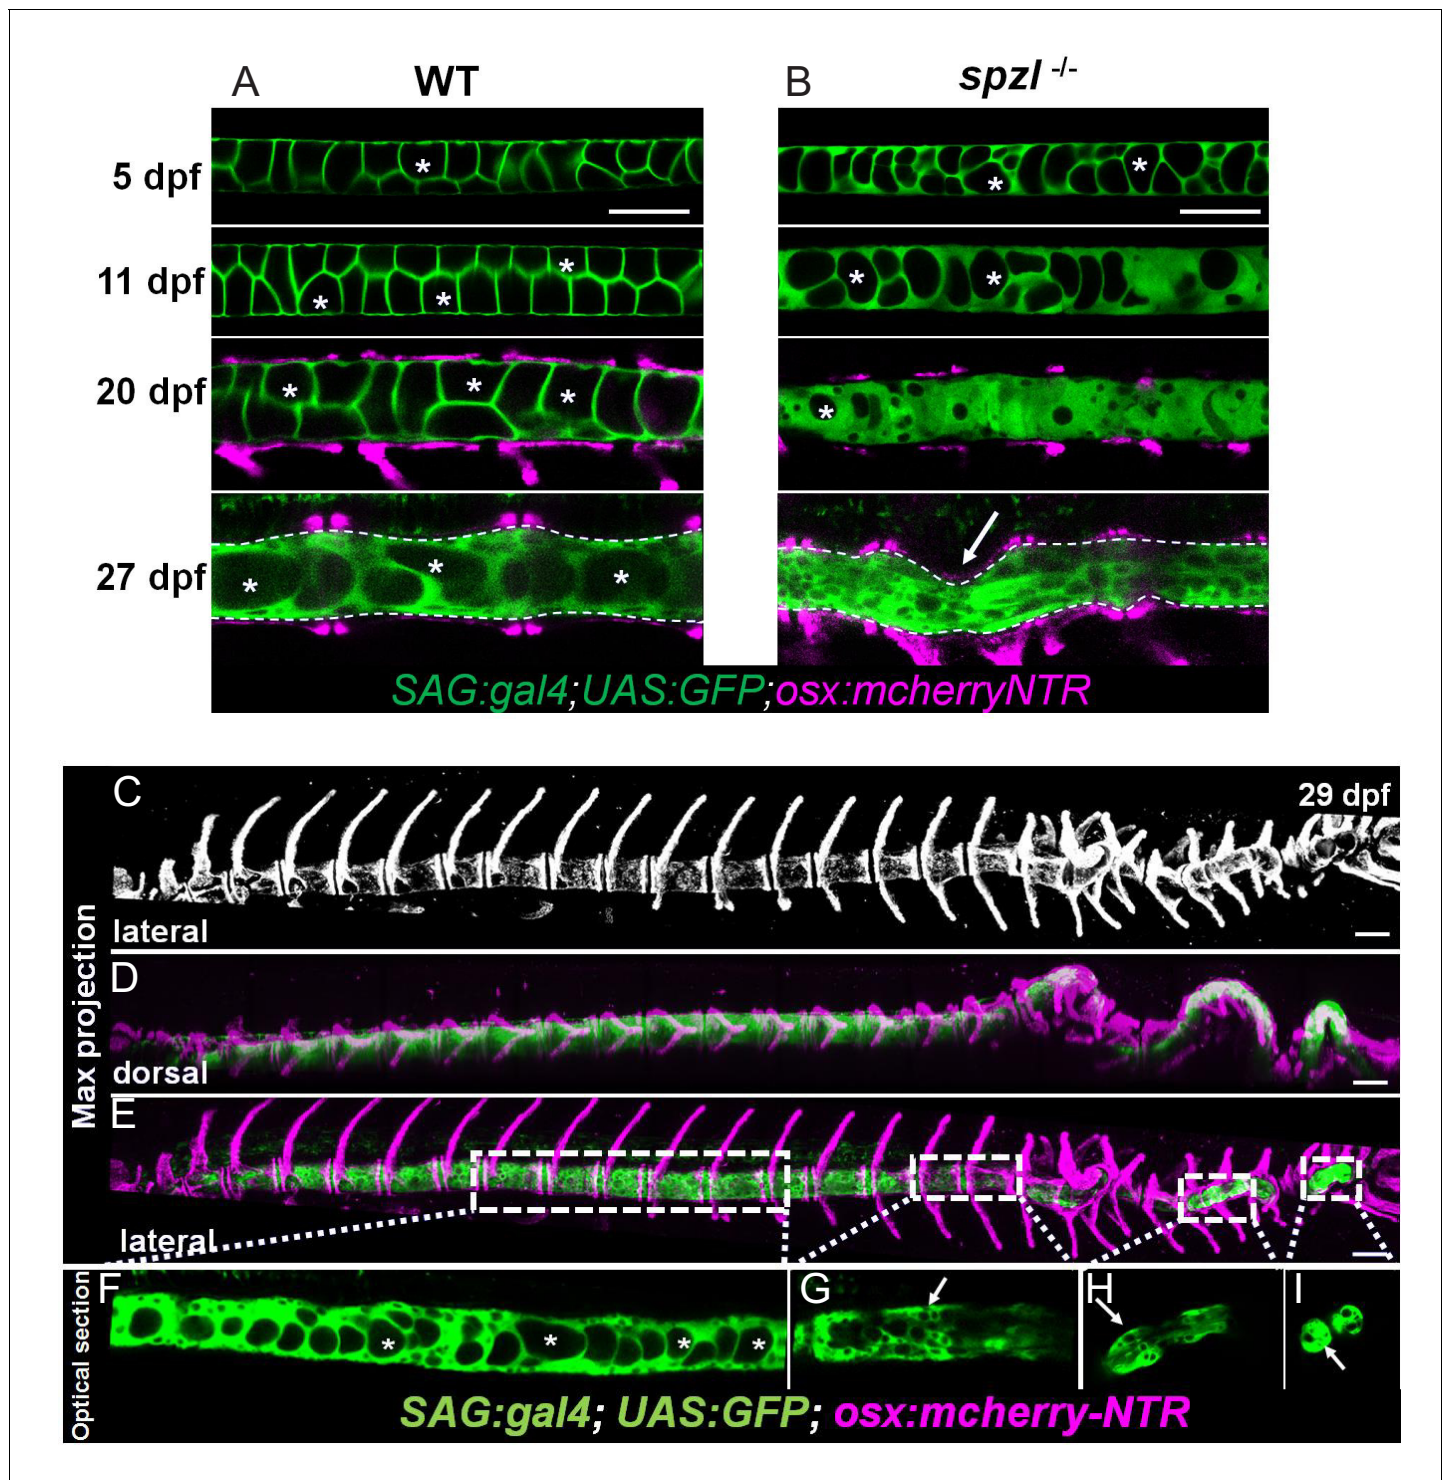 A
WT
B
spzl -/-
5 dpf
*
*
*
11 dpf
*
*
*
*
*
20 dpf
*
*
*
*
27 dpf
*
*
*
SAG:gal4;UAS:GFP;osx:mcherryNTR
Max projection
C
29 dpf
lateral
D
dorsal
E
lateral
Optical section
F
*
*
*
*
G
H
I
SAG:gal4; UAS:GFP; osx:mcherry-NTR